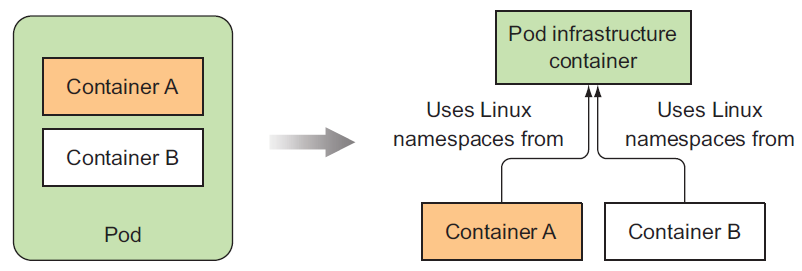 Container A
Container B
Pod
Pod infrastructure
container
Uses Linux
namespaces from
Uses Linux
namespaces from
Container A
Container B